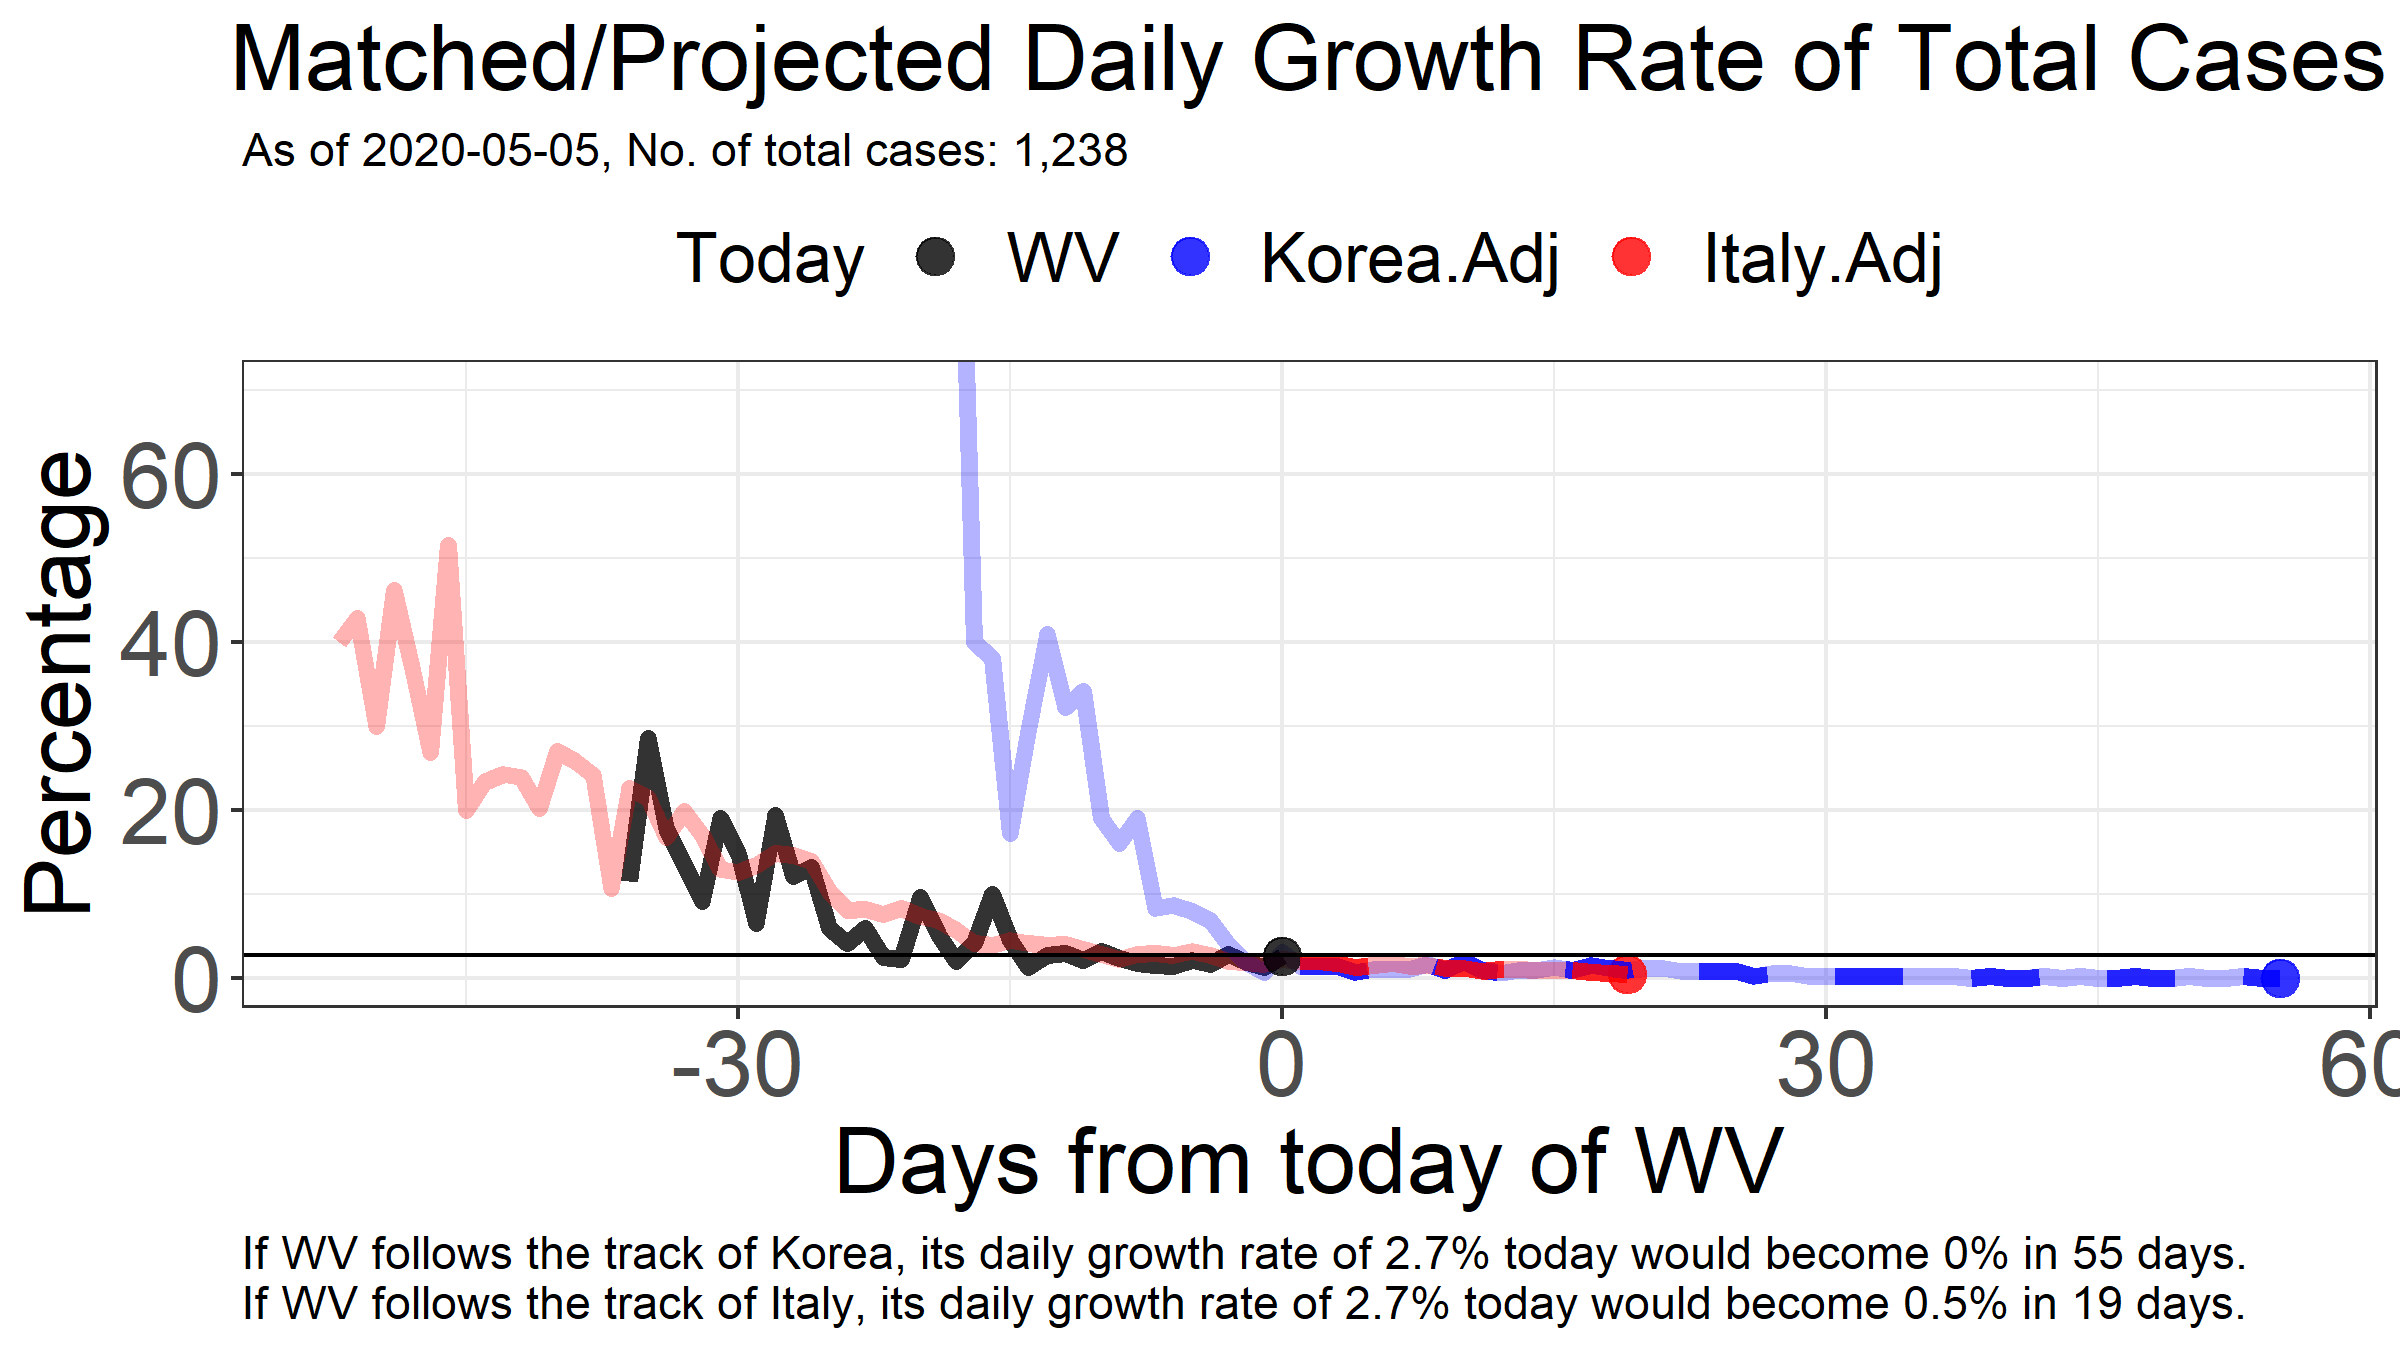 Matched/Projected Daily Growth Rate of Total Cases
As of 2020-05-05, No. of total cases: 1,238
Today WV Korea.Adj Italy.Adj
Percentage
60
40
20
0
-30 0 30 60
Days from today of WV
If WV follows the track of Korea, its daily growth rate of 2.7% today would become 0% in 55 days.
If WV follows the track of Italy, its daily growth rate of 2.7% today would become 0.5% in 19 days.